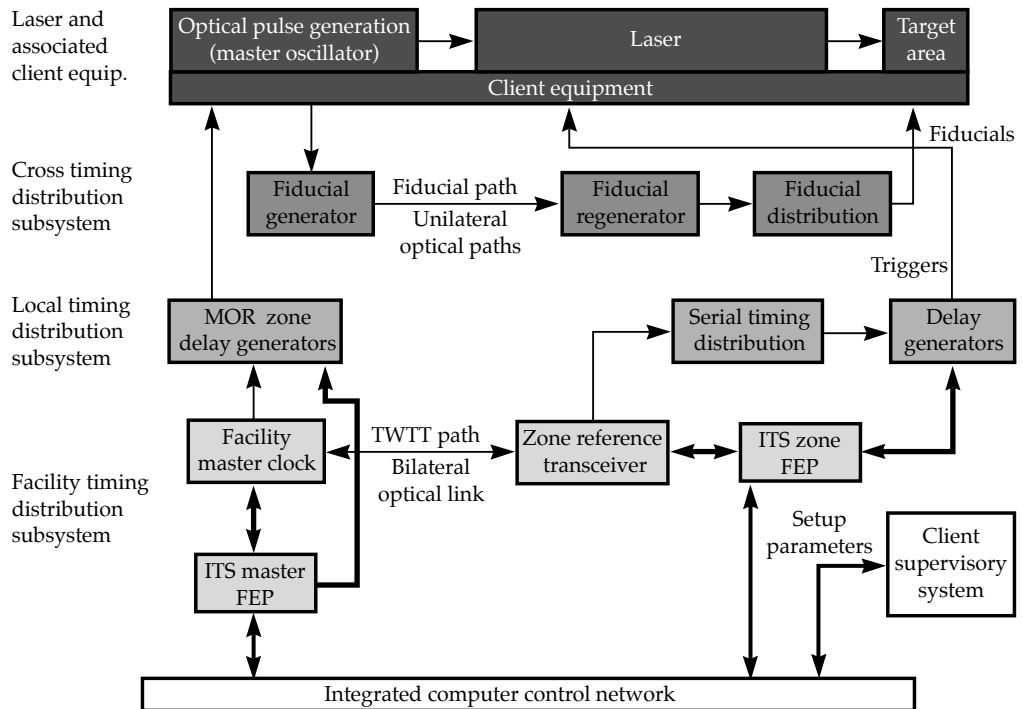 Laser and
associated
client equip.
Optical pulse generation
(master oscillator)
Laser
Target
area
Client equipment
Fiducials
Cross timing
distribution
subsystem
Fiducial
generator
Fiducial path
Unilateral
optical paths
Fiducial
regenerator
Fiducial
distribution
Triggers
Local timing
distribution
subsystem
MOR zone
delay generators
Serial timing
distribution
Delay
generators
Facility timing
distribution
subsystem
Facility
master clock
TWTT path
Bilateral
optical link
Zone reference
transceiver
ITS zone
FEP
Setup
parameters
Client
supervisory
system
ITS master
FEP
Integrated computer control network